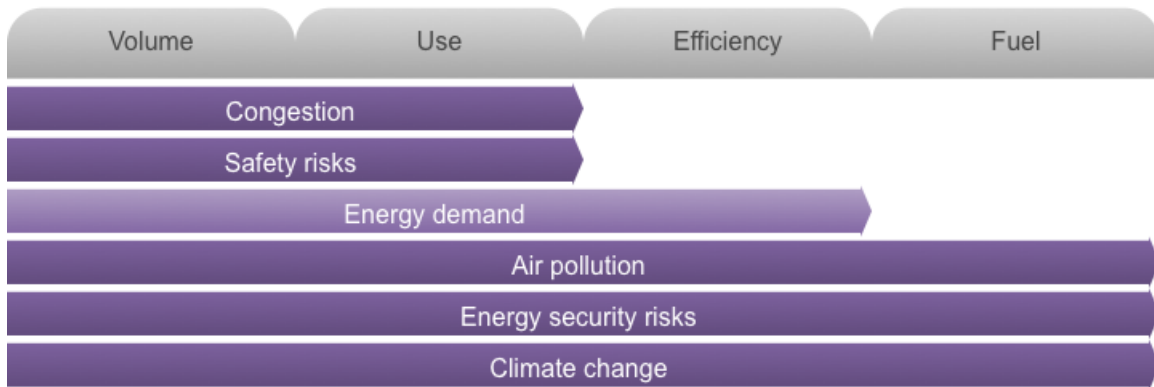 Volume Use Efficiency Fuel
Congestion
Safety risks
Energy demand
Air pollution
Energy security risks
Climate change